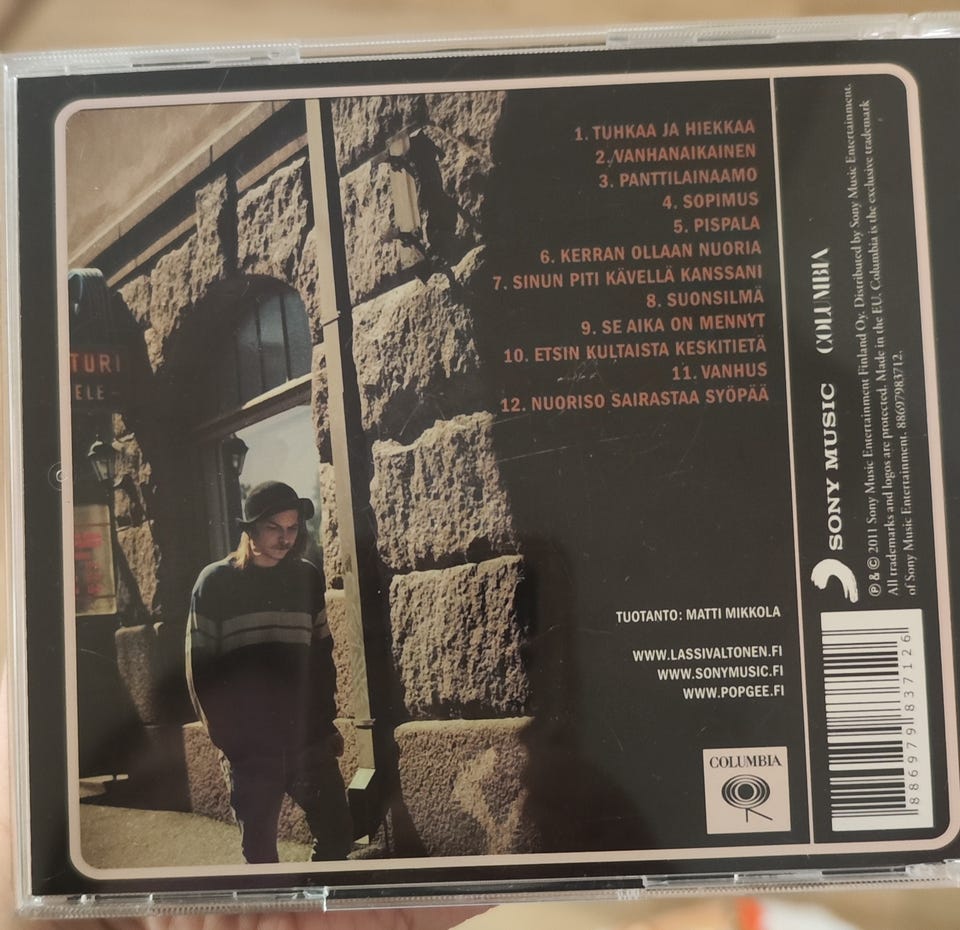 1. TUHKAA JA HIEKKAA
2. VANHANAIKAINEN
3. PANTTILAINAAMO
4. SOPIMUS
5. PISPALA
6. KERRAN OLLAAN NUORIA
7. SINUN PITI KÄVELLÄ KANSSANI
8. SUONSILMÄ
9. SE AIKA ON MENNYT
10. ETSIN KULTAISTA KESKITIETÄ
11. VANHUS
12. NUORISO SAIRASTAA SYÖPÄÄ
TURI
ELE-
TUOTANTO: MATTI MIKKOLA
WWW.LASSIVALTONEN.FI
WWW.SONYMUSIC.FI
WWW.POPGEE.FI
COLUMBIA
SONY MUSIC COLUMBIA
℗ & © 2011 Sony Music Entertainment Finland Oy. Distributed by Sony Music Entertainment.
All trademarks and logos are protected. Made in the EU. Columbia is the exclusive trademark
of Sony Music Entertainment. 88697983712.
886979837126